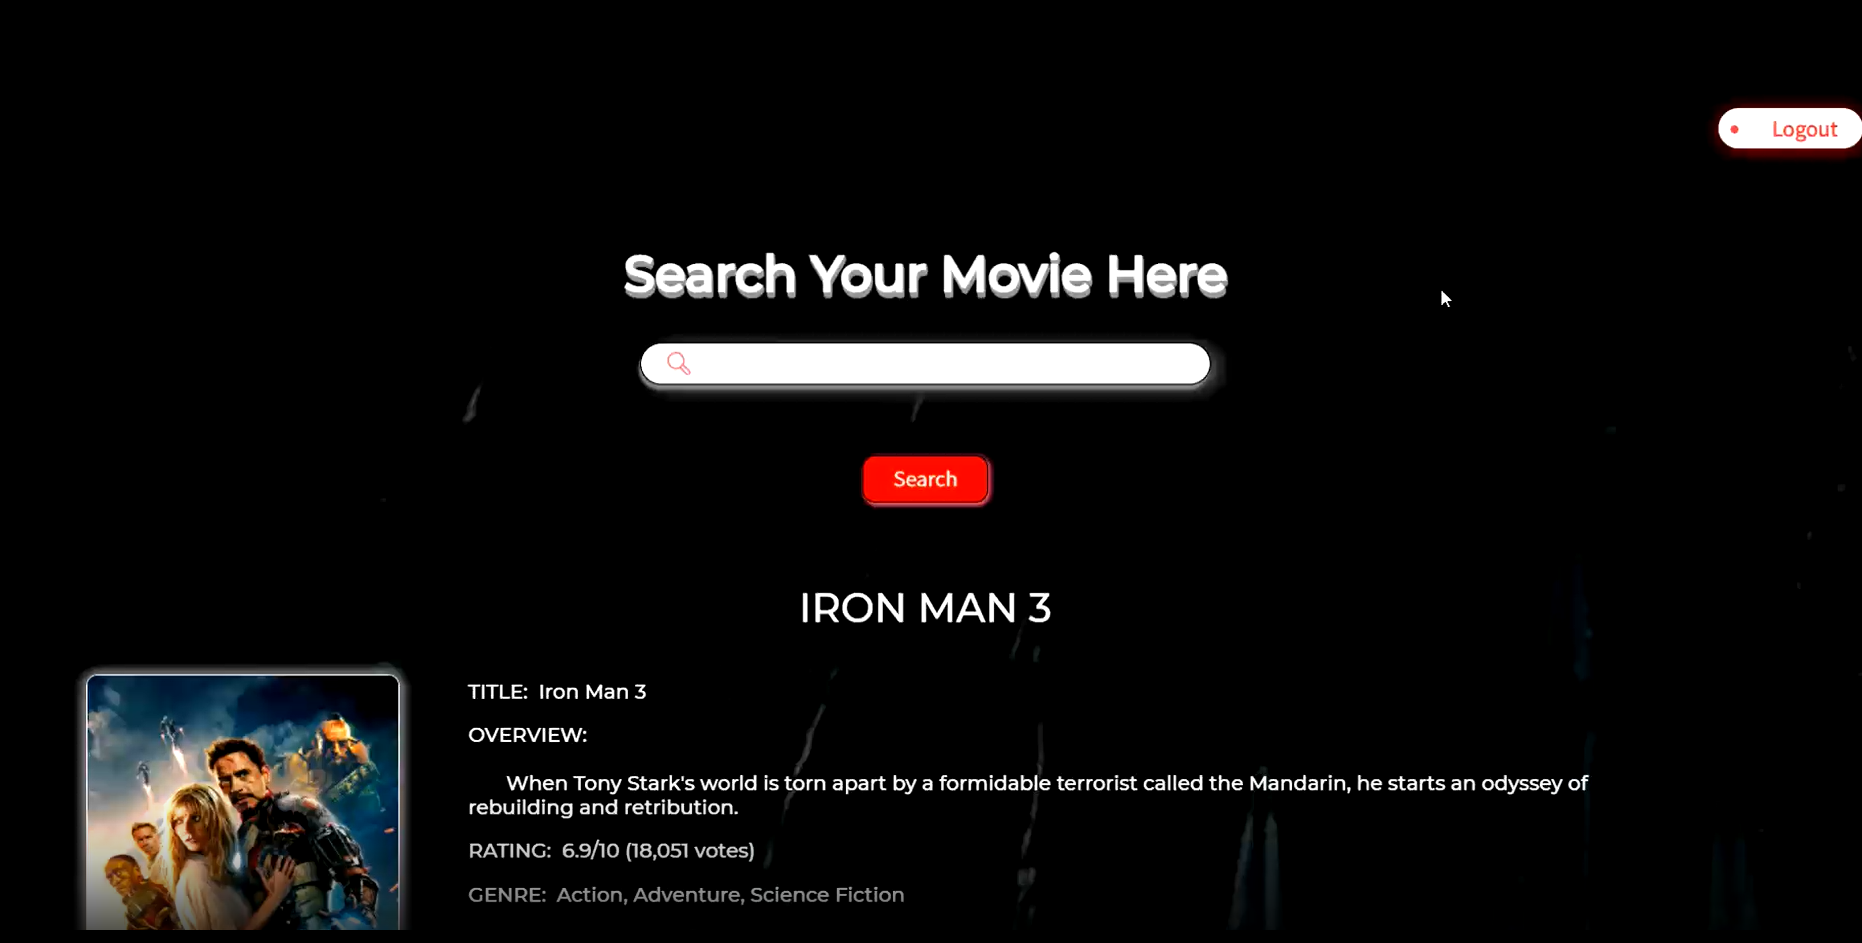 Logout
Search Your Movie Here
Search
IRON MAN 3
TITLE: Iron Man 3
OVERVIEW:
When Tony Stark's world is torn apart by a formidable terrorist called the Mandarin, he starts an odyssey of
rebuilding and retribution.
RATING: 6.9/10 (18,051 votes)
GENRE: Action, Adventure, Science Fiction